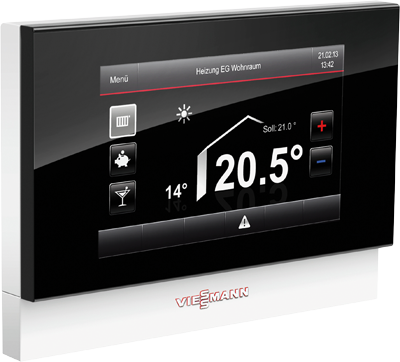 Menü
Heizung EG Wohnraum
21.02.13
13:42
Soll: 21.0 °
+
14°
20.5°
−
VIESSMANN